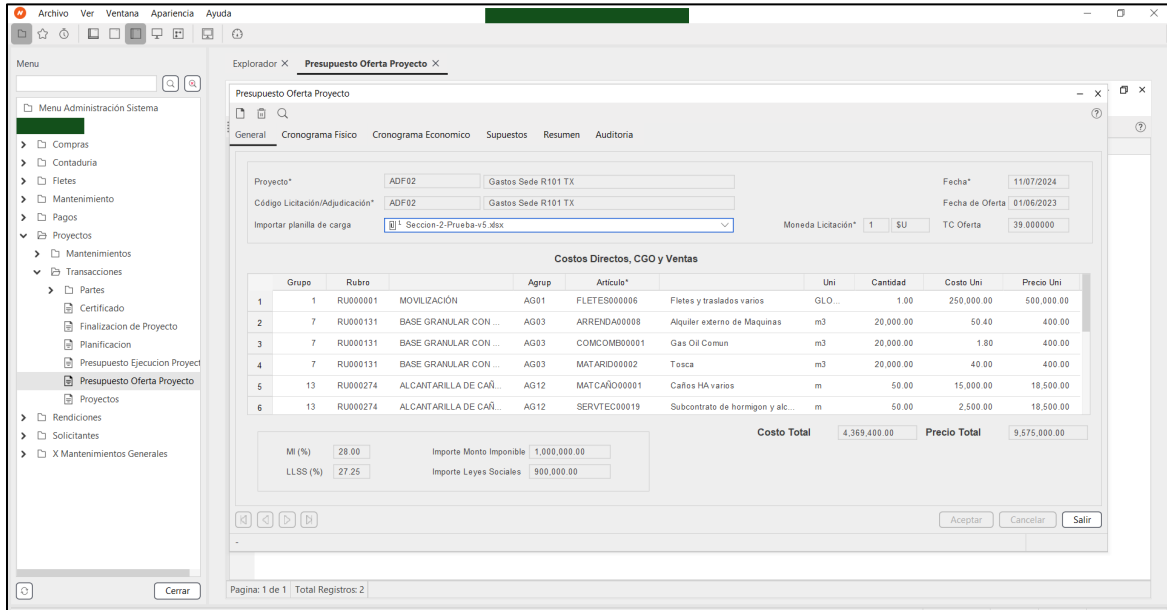 Archivo Ver Ventana Apariencia Ayuda
Menu
Menu Administración Sistema
Compras
Contaduria
Fletes
Mantenimiento
Pagos
Proyectos
Mantenimientos
Transacciones
Partes
Certificado
Finalizacion de Proyecto
Planificacion
Presupuesto Ejecucion Proyect
Presupuesto Oferta Proyecto
Proyectos
Rendiciones
Solicitantes
X Mantenimientos Generales
Cerrar
Explorador × Presupuesto Oferta Proyecto ×
Presupuesto Oferta Proyecto
General Cronograma Fisico Cronograma Economico Supuestos Resumen Auditoria
Proyecto* ADF02 Gastos Sede R101 TX Fecha* 11/07/2024
Código Licitación/Adjudicación* ADF02 Gastos Sede R101 TX Fecha de Oferta 01/06/2023
Importar planilla de carga Seccion-2-Prueba-v5.xlsx Moneda Licitación* 1 $U TC Oferta 39.000000
Costos Directos, CGO y Ventas
Grupo Rubro Agrup Artículo* Uni Cantidad Costo Uni Precio Uni
1 1 RU000001 MOVILIZACIÓN AG01 FLETES000006 Fletes y traslados varios GLO... 1.00 250,000.00 500,000.00
2 7 RU000131 BASE GRANULAR CON ... AG03 ARRENDA00008 Alquiler externo de Maquinas m3 20,000.00 50.40 400.00
3 7 RU000131 BASE GRANULAR CON ... AG03 COMCOMB00001 Gas Oil Comun m3 20,000.00 1.80 400.00
4 7 RU000131 BASE GRANULAR CON ... AG03 MATARID00002 Tosca m3 20,000.00 40.00 400.00
5 13 RU000274 ALCANTARILLA DE CAÑ... AG12 MATCAÑO00001 Caños HA varios m 50.00 15,000.00 18,500.00
6 13 RU000274 ALCANTARILLA DE CAÑ... AG12 SERVTEC00019 Subcontrato de hormigon y alc... m 50.00 2,500.00 18,500.00
Costo Total 4,369,400.00 Precio Total 9,575,000.00
MI (%) 28.00 Importe Monto Imponible 1,000,000.00
LLSS (%) 27.25 Importe Leyes Sociales 900,000.00
Aceptar Cancelar Salir
-
Pagina: 1 de 1 Total Registros: 2